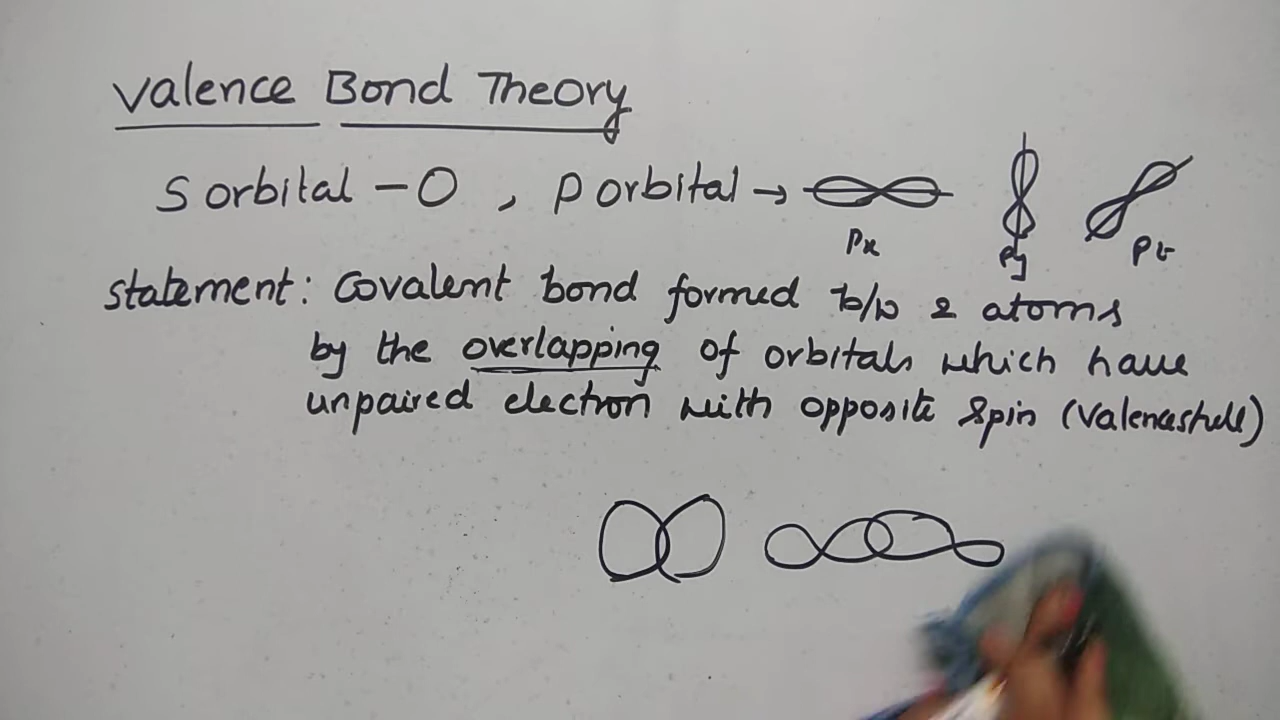 Valence Bond Theory
S orbital - O , P orbital →
Px Py Pz
Statement: Covalent bond formed b/w 2 atoms
by the overlapping of orbitals which have
unpaired electron with opposite spin (Valenceshell)